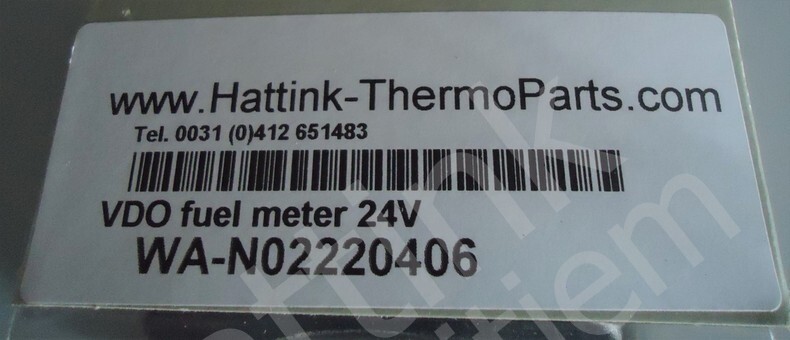 www.Hattink-ThermoParts.com
Tel. 0031 (0)412 651483
VDO fuel meter 24V
WA-N02220406